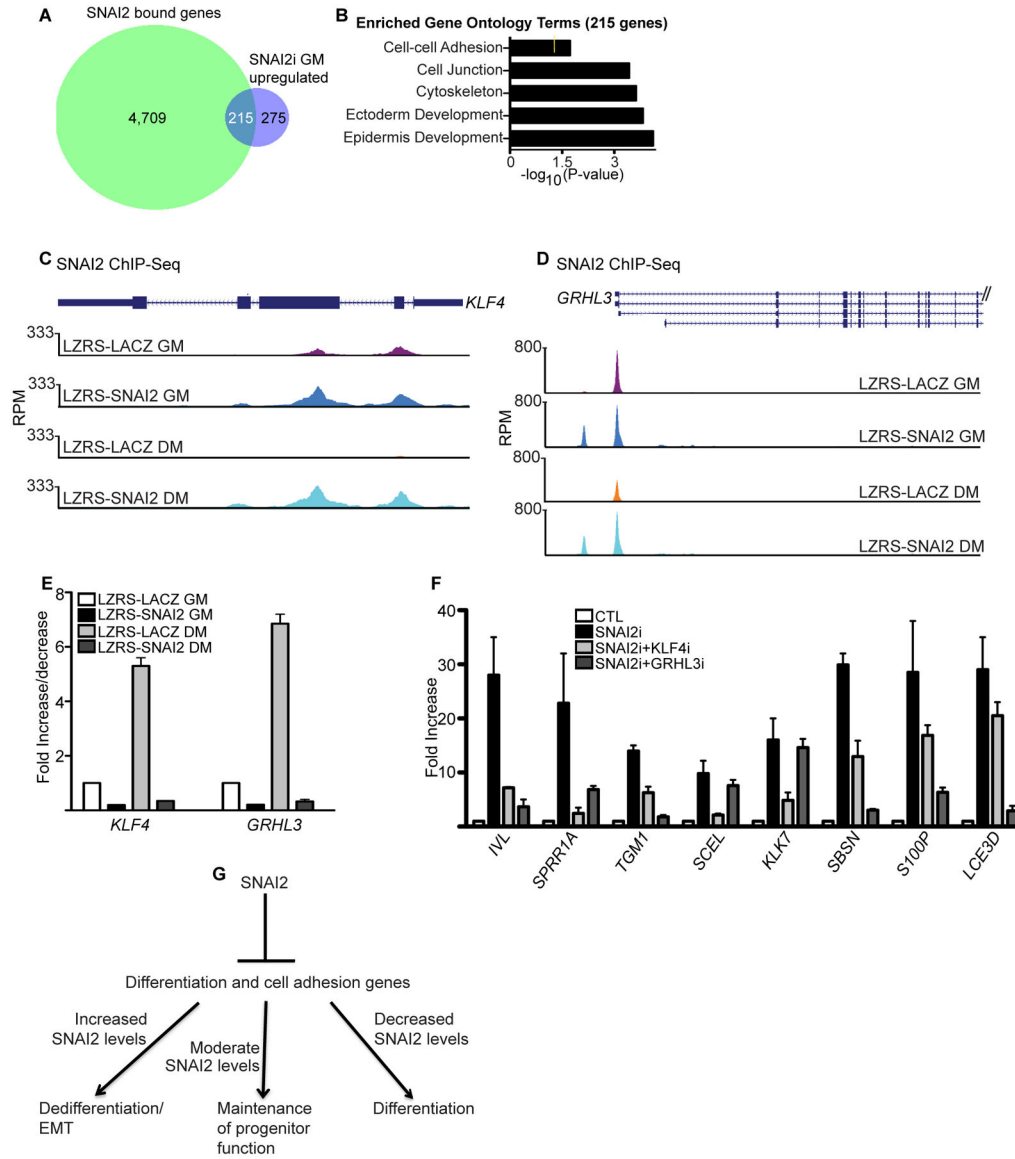 A
SNAI2 bound genes
SNAI2i GM
upregulated
4,709
215
275
B
Enriched Gene Ontology Terms (215 genes)
Cell-cell Adhesion
Cell Junction
Cytoskeleton
Ectoderm Development
Epidermis Development
0
1.5
3
-log10(P-value)
C
SNAI2 ChIP-Seq
KLF4
333
LZRS-LACZ GM
333
LZRS-SNAI2 GM
333
LZRS-LACZ DM
333
LZRS-SNAI2 DM
RPM
D
SNAI2 ChIP-Seq
GRHL3
//
800
LZRS-LACZ GM
800
LZRS-SNAI2 GM
800
LZRS-LACZ DM
800
LZRS-SNAI2 DM
RPM
E
8
6
4
2
Fold Increase/decrease
LZRS-LACZ GM
LZRS-SNAI2 GM
LZRS-LACZ DM
LZRS-SNAI2 DM
KLF4
GRHL3
F
40
30
20
10
Fold Increase
CTL
SNAI2i
SNAI2i+KLF4i
SNAI2i+GRHL3i
IVL
SPRR1A
TGM1
SCEL
KLK7
SBSN
S100P
LCE3D
G
SNAI2
Differentiation and cell adhesion genes
Increased
SNAI2 levels
Moderate
SNAI2 levels
Decreased
SNAI2 levels
Dedifferentiation/
EMT
Maintenance
of progenitor
function
Differentiation